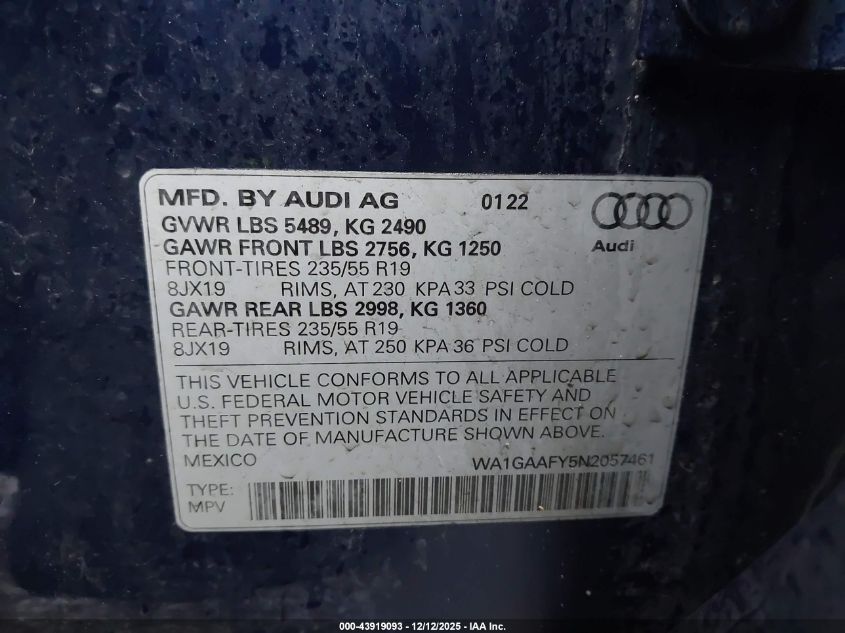 MFD. BY AUDI AG 0122
GVWR LBS 5489, KG 2490
GAWR FRONT LBS 2756, KG 1250
Audi
FRONT-TIRES 235/55 R19
8JX19 RIMS, AT 230 KPA 33 PSI COLD
GAWR REAR LBS 2998, KG 1360
REAR-TIRES 235/55 R19
8JX19 RIMS, AT 250 KPA 36 PSI COLD
THIS VEHICLE CONFORMS TO ALL APPLICABLE
U.S. FEDERAL MOTOR VEHICLE SAFETY AND
THEFT PREVENTION STANDARDS IN EFFECT ON
THE DATE OF MANUFACTURE SHOWN ABOVE.
MEXICO WA1GAAFY5N2057461
TYPE:
MPV
000-43919093 - 12/12/2025 - IAA Inc.